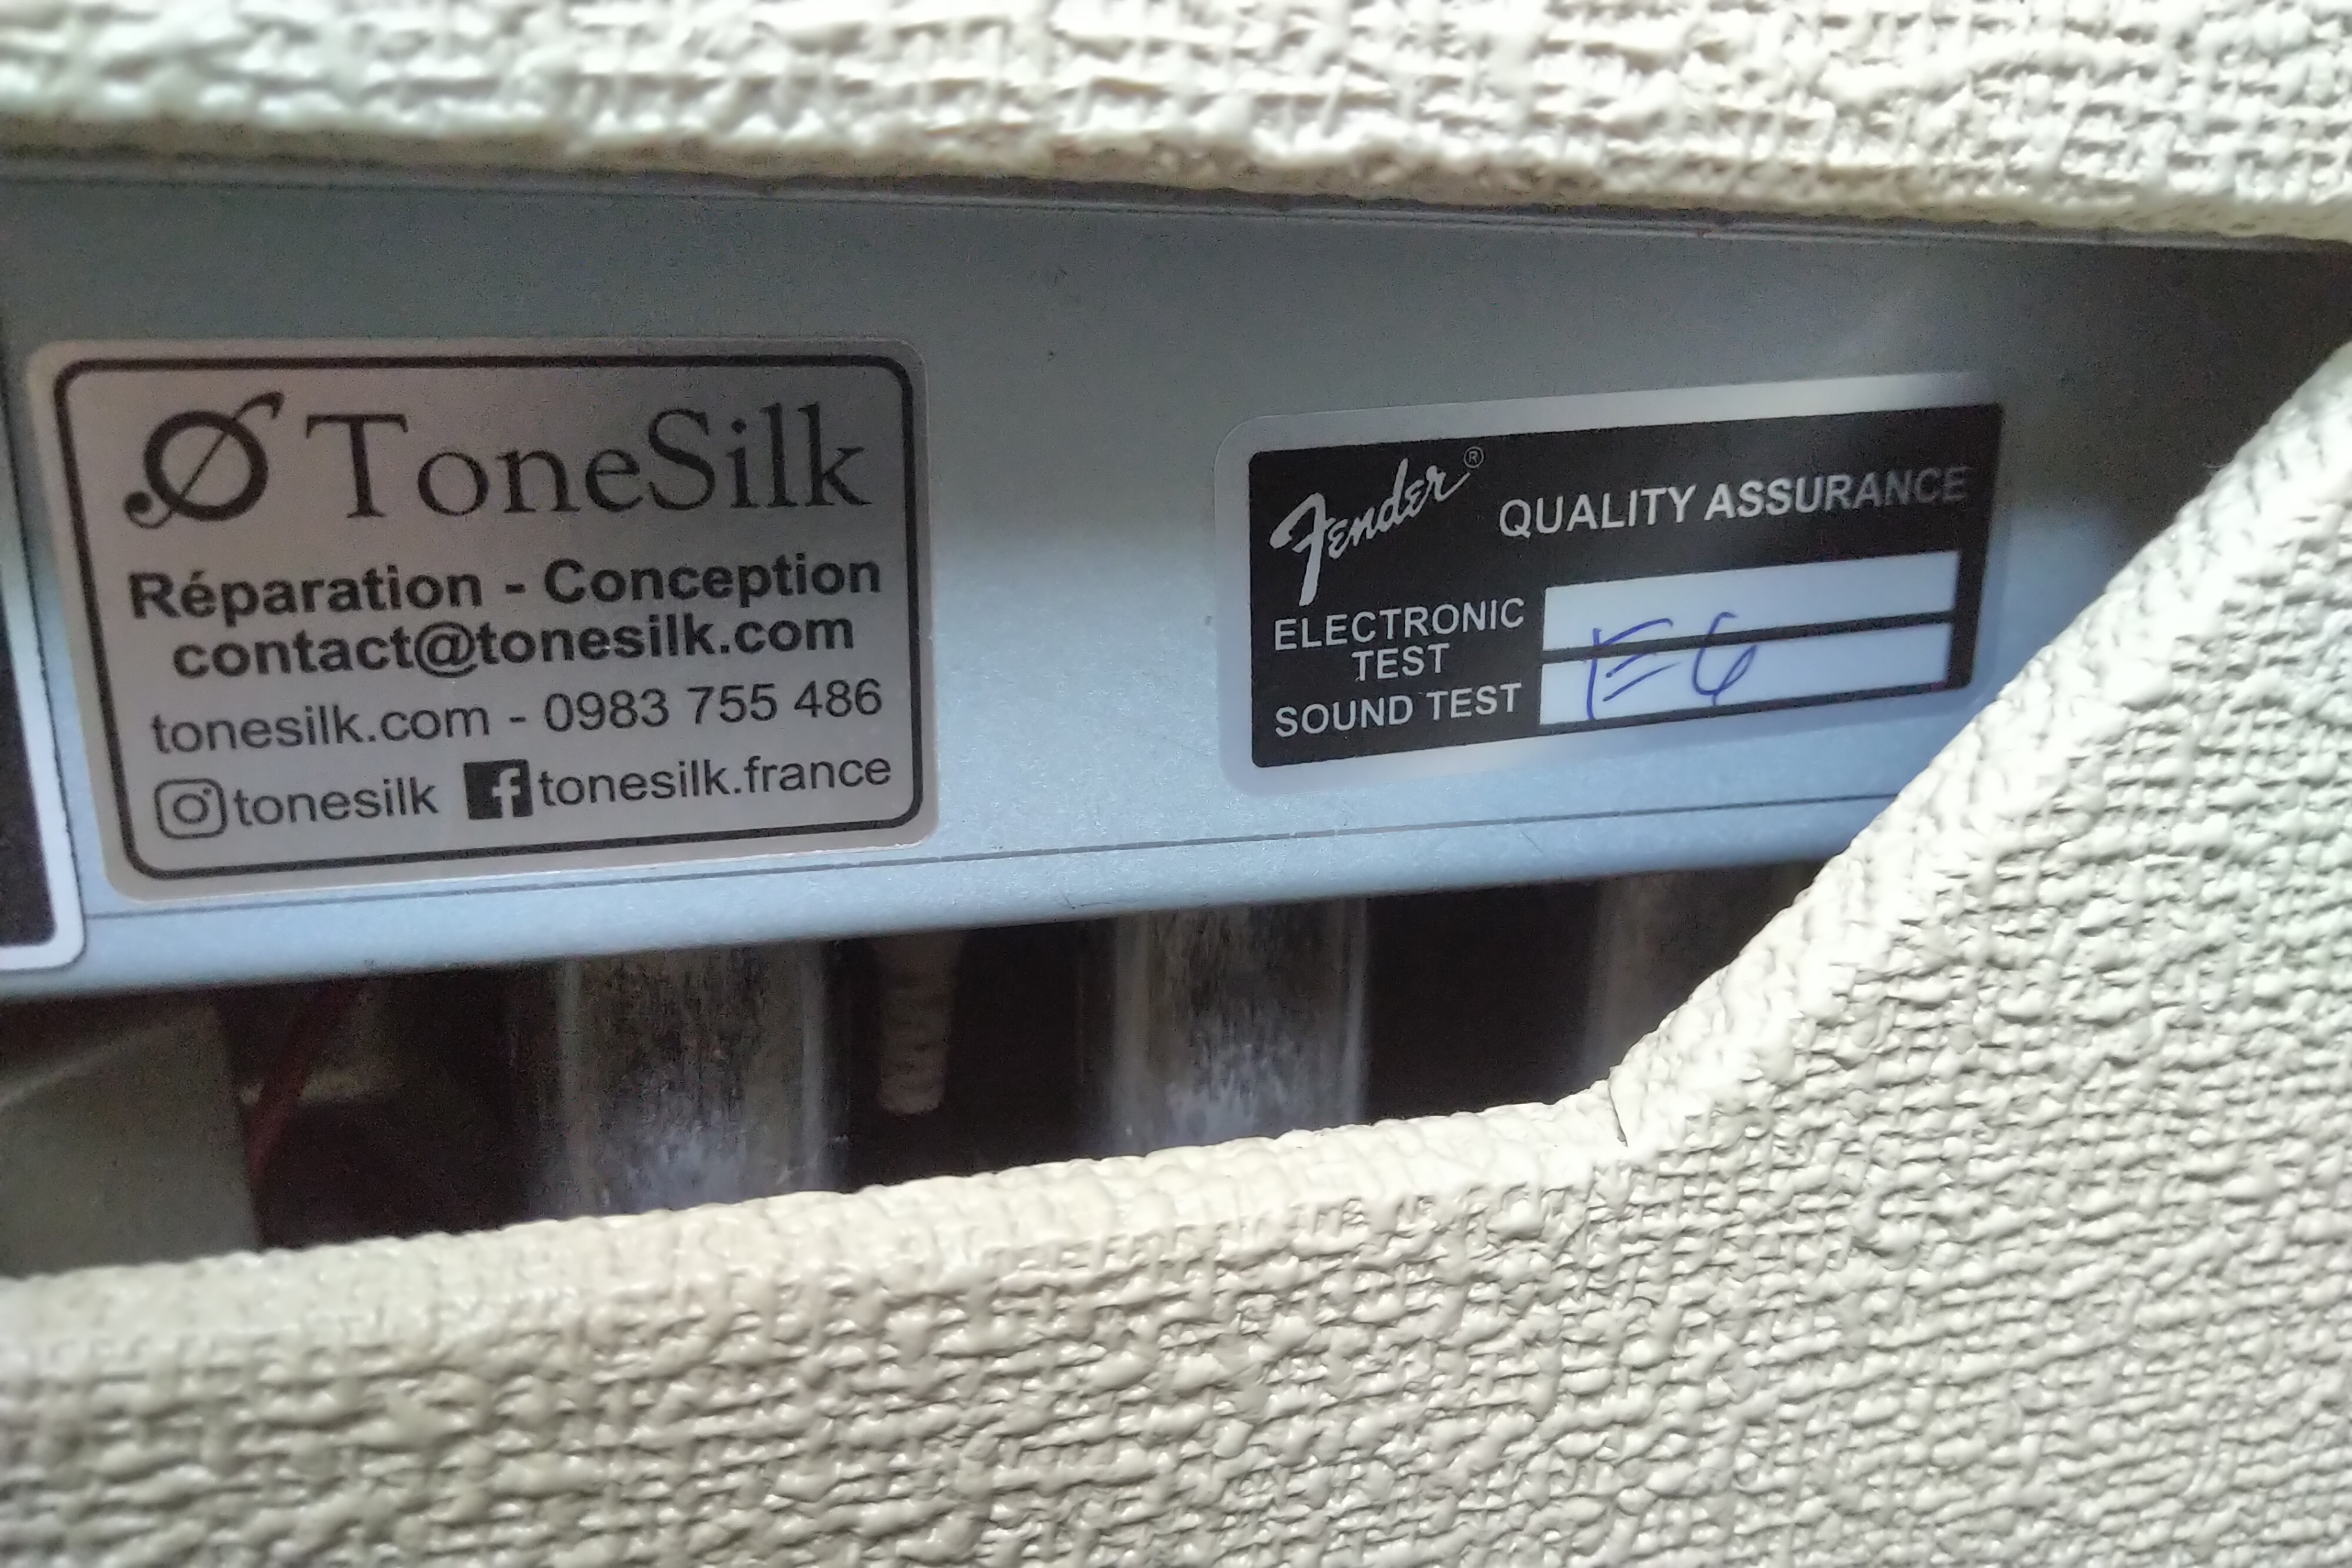 ToneSilk
Réparation - Conception
contact@tonesilk.com
tonesilk.com - 0983 755 486
tonesilk tonesilk.france
Fender® QUALITY ASSURANCE
ELECTRONIC
TEST
SOUND TEST